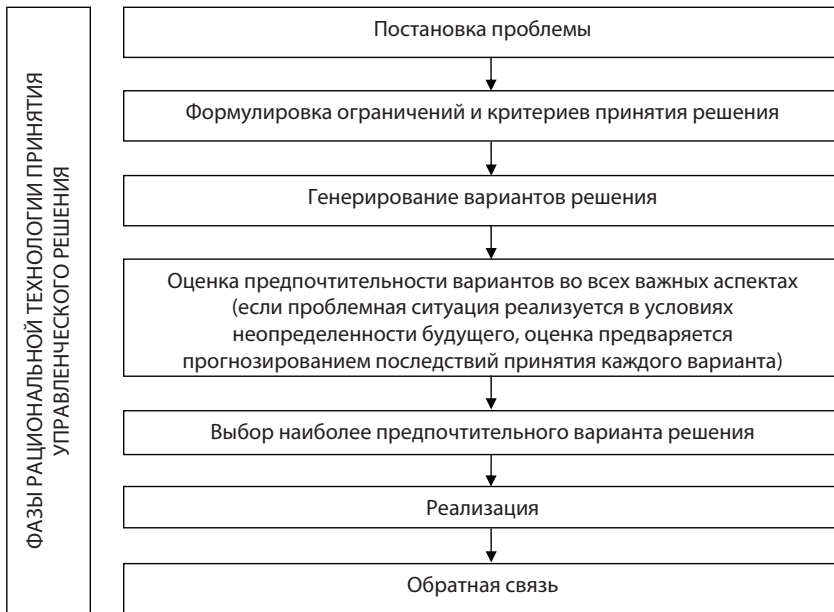 ФАЗЫ РАЦИОНАЛЬНОЙ ТЕХНОЛОГИИ ПРИНЯТИЯ
УПРАВЛЕНЧЕСКОГО РЕШЕНИЯ
Постановка проблемы
Формулировка ограничений и критериев принятия решения
Генерирование вариантов решения
Оценка предпочтительности вариантов во всех важных аспектах
(если проблемная ситуация реализуется в условиях
неопределенности будущего, оценка предваряется
прогнозированием последствий принятия каждого варианта)
Выбор наиболее предпочтительного варианта решения
Реализация
Обратная связь